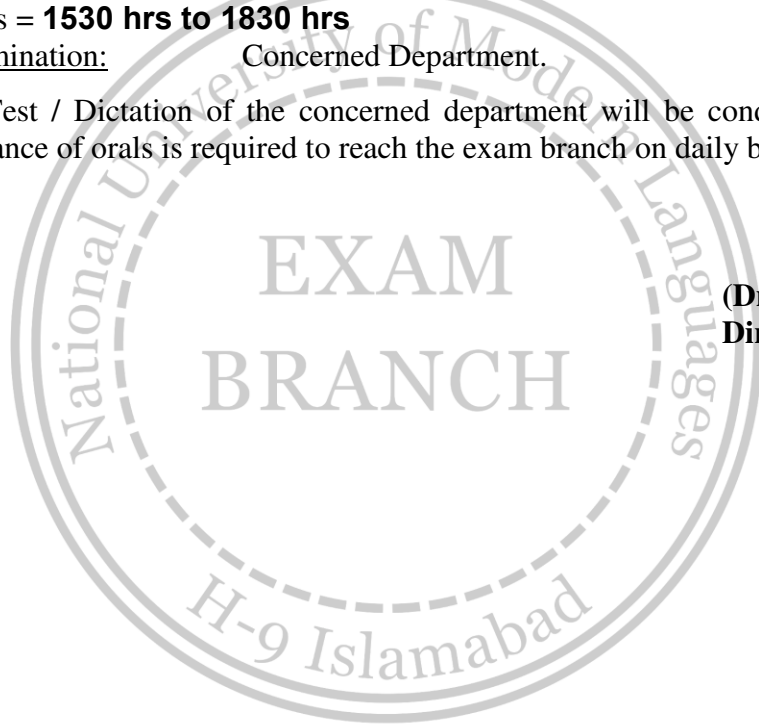 s = 1530 hrs to 1830 hrs
mination: Concerned Department.
Test / Dictation of the concerned department will be cond
ance of orals is required to reach the exam branch on daily b
National University of Modern Languages
EXAM
(Dr
Dir
BRANCH
H-9 Islamabad